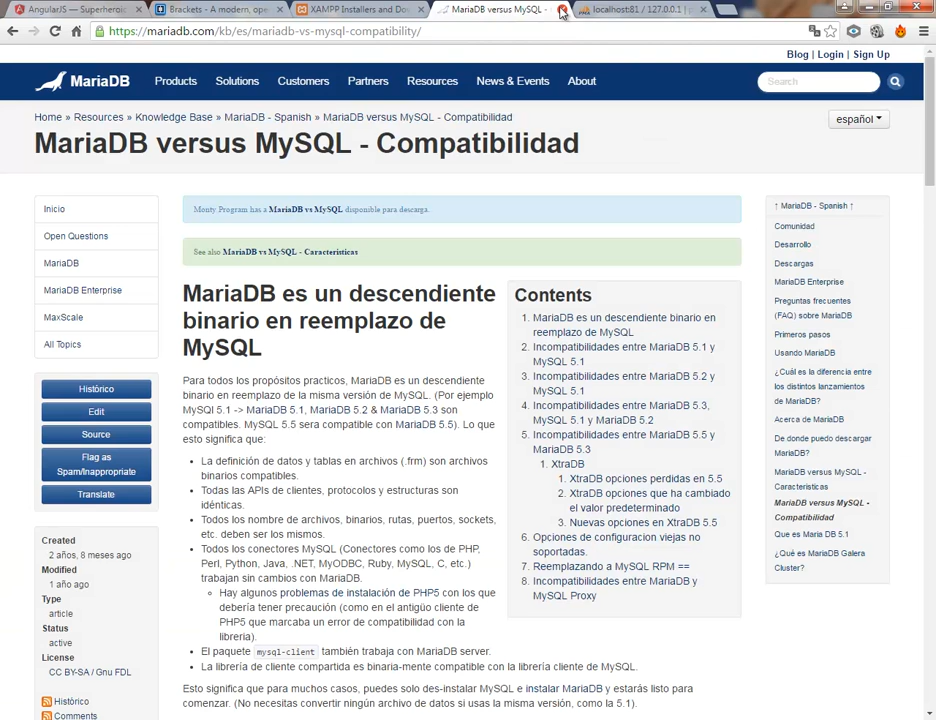 AngularJS — Superheroic
Brackets - A modern, ope
XAMPP Installers and Dov
MariaDB versus MySQL -
localhost:81 / 127.0.0.1 | p
https://mariadb.com/kb/es/mariadb-vs-mysql-compatibility/
Blog | Login | Sign Up
MariaDB Products Solutions Customers Partners Resources News & Events About Search
Home » Resources » Knowledge Base » MariaDB - Spanish » MariaDB versus MySQL - Compatibilidad
español
MariaDB versus MySQL - Compatibilidad
Inicio
Open Questions
MariaDB
MariaDB Enterprise
MaxScale
All Topics
Histórico
Edit
Source
Flag as
Spam/Inappropriate
Translate
Created
2 años, 8 meses ago
Modified
1 año ago
Type
article
Status
active
License
CC BY-SA / Gnu FDL
Histórico
Comments
Monty Program has a MariaDB vs MySQL disponible para descarga.
See also MariaDB vs MySQL - Caracteristicas
MariaDB es un descendiente
binario en reemplazo de
MySQL
Para todos los propósitos practicos, MariaDB es un descendiente
binario en reemplazo de la misma versión de MySQL. (Por ejemplo
MySQl 5.1 -> MariaDB 5.1, MariaDB 5.2 & MariaDB 5.3 son
compatibles. MySQL 5.5 sera compatible con MariaDB 5.5). Lo que
esto significa que:
• La definición de datos y tablas en archivos (.frm) son archivos
binarios compatibles.
• Todas las APIs de clientes, protocolos y estructuras son
idénticas.
• Todos los nombre de archivos, binarios, rutas, puertos, sockets,
etc. deben ser los mismos.
• Todos los conectores MySQL (Conectores como los de PHP,
Perl, Python, Java, .NET, MyODBC, Ruby, MySQL, C, etc.)
trabajan sin cambios con MariaDB.
Hay algunos problemas de instalación de PHP5 con los que
debería tener precaución (como en el antigüo cliente de
PHP5 que marcaba un error de compatibilidad con la
libreria).
• El paquete mysql-client también trabaja con MariaDB server.
• La librería de cliente compartida es binaria-mente compatible con la librería cliente de MySQL.
Esto significa que para muchos casos, puedes solo des-instalar MySQL e instalar MariaDB y estarás listo para
comenzar. (No necesitas convertir ningún archivo de datos si usas la misma versión, como la 5.1).
Contents
1. MariaDB es un descendiente binario en
reemplazo de MySQL
2. Incompatibilidades entre MariaDB 5.1 y
MySQL 5.1
3. Incompatibilidades entre MariaDB 5.2 y
MySQL 5.1
4. Incompatibilidades entre MariaDB 5.3,
MySQL 5.1 y MariaDB 5.2
5. Incompatibilidades entre MariaDB 5.5 y
MariaDB 5.3
1. XtraDB
1. XtraDB opciones perdidas en 5.5
2. XtraDB opciones que ha cambiado
el valor predeterminado
3. Nuevas opciones en XtraDB 5.5
6. Opciones de configuracion viejas no
soportadas.
7. Reemplazando a MySQL RPM ==
8. Incompatibilidades entre MariaDB y
MySQL Proxy
↑ MariaDB - Spanish ↑
Comunidad
Desarrollo
Descargas
MariaDB Enterprise
Preguntas frecuentes
(FAQ) sobre MariaDB
Primeros pasos
Usando MariaDB
¿Cuál es la diferencia entre
los distintos lanzamientos
de MariaDB?
Acerca de MariaDB
De donde puedo descargar
MariaDB?
MariaDB versus MySQL -
Caracteristicas
MariaDB versus MySQL -
Compatibilidad
Que es Maria DB 5.1
¿Què es MariaDB Galera
Cluster?